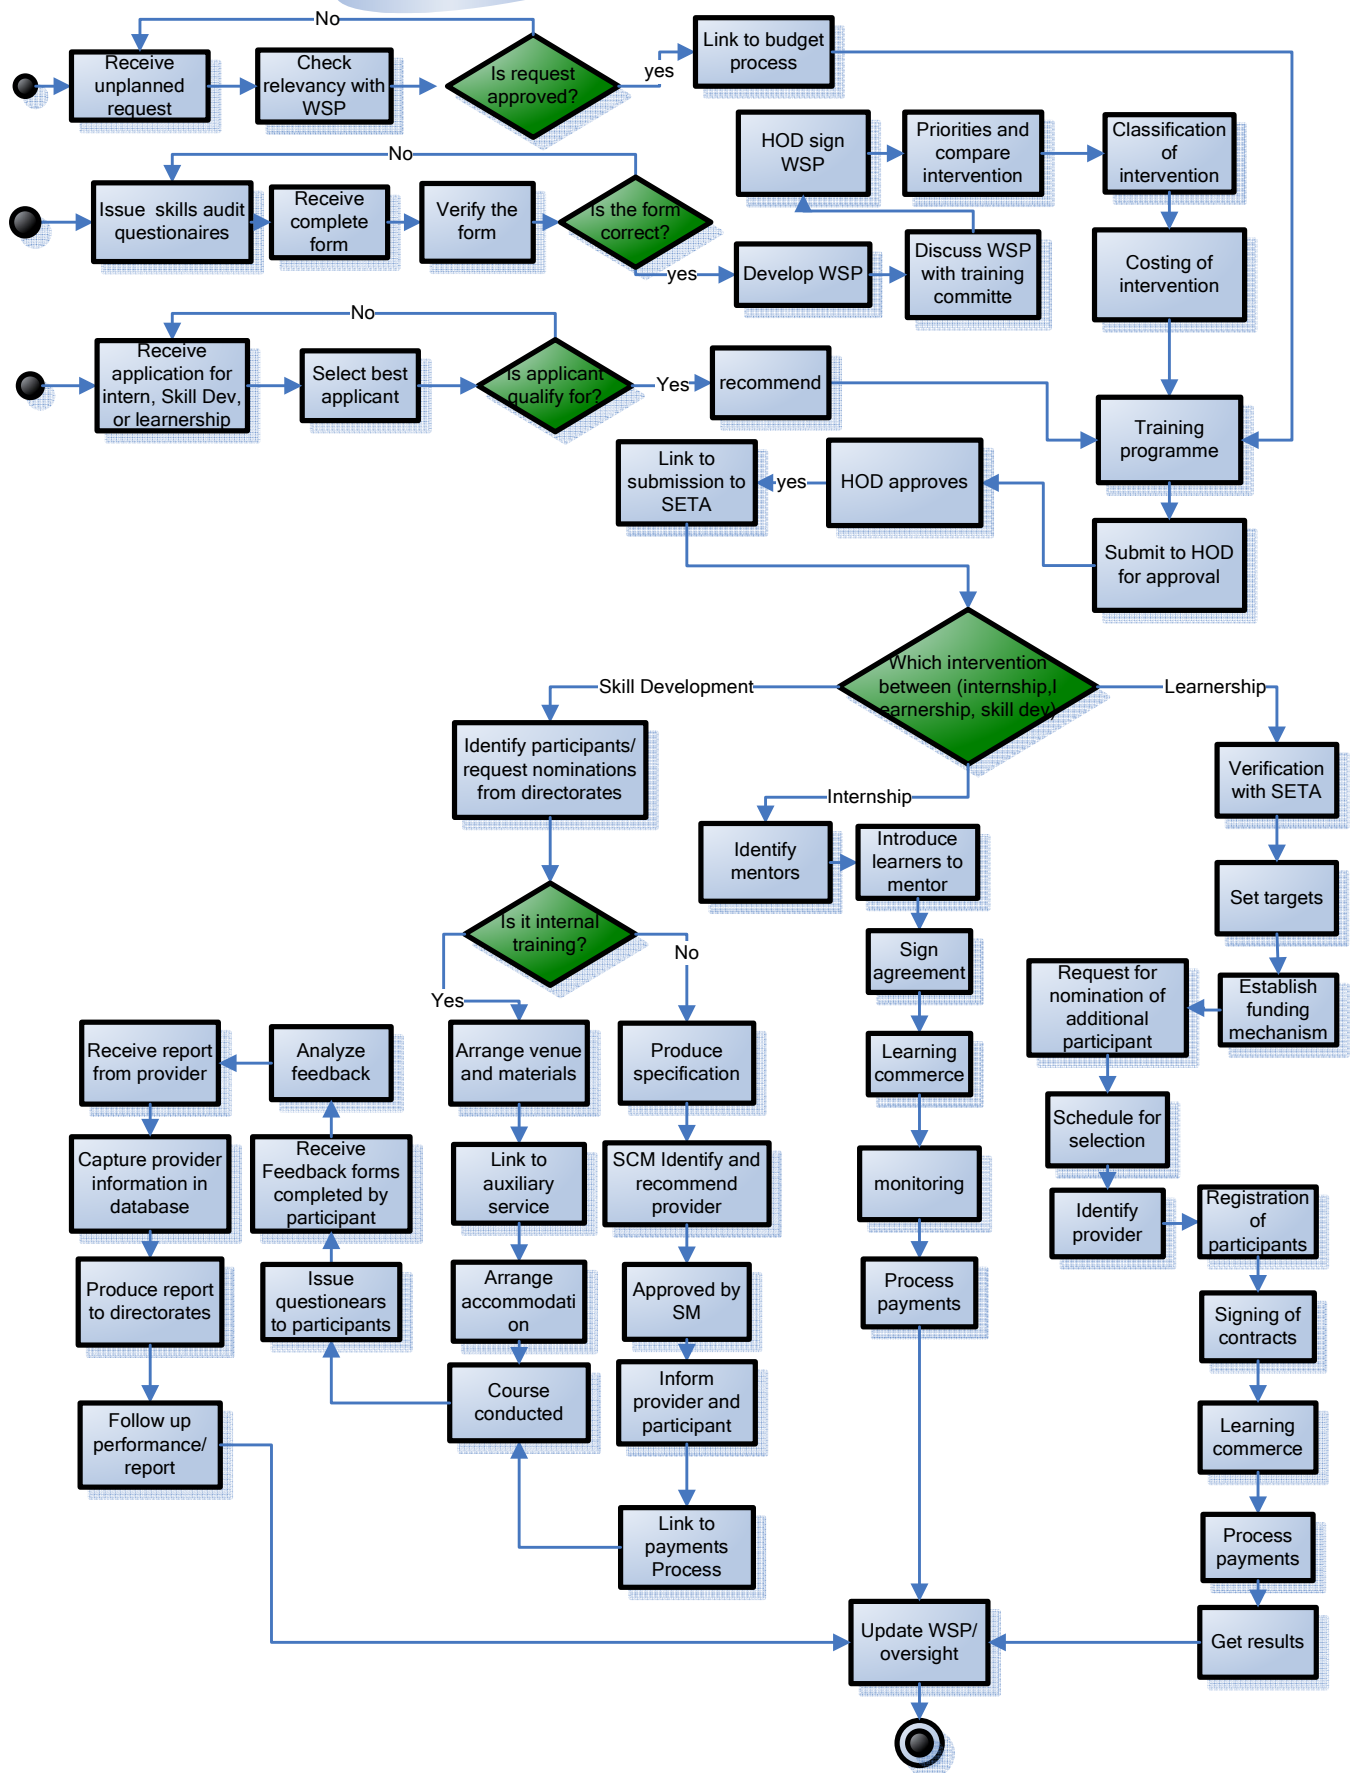 No
Receive
unplanned
request
Check
relevancy with
WSP
Is request
approved?
yes
Link to budget
process
HOD sign
WSP
Priorities and
compare
intervention
Classification
of
intervention
No
Issue  skills audit
questionaires
Receive
complete
form
Verify the
form
Is the form
correct?
yes
Develop WSP
Discuss WSP
with training
committe
Costing of
intervention
No
Receive
application for
intern, Skill Dev,
or learnership
Select best
applicant
Is applicant
qualify for?
Yes
recommend
Training
programme
Link to
submission to
SETA
yes
HOD approves
Submit to HOD
for approval
Which intervention
between (internship,l
earnership, skill dev)
Skill Development
Learnership
Internship
Identify participants/
request nominations
from directorates
Identify
mentors
Introduce
learners to
mentor
Verification
with SETA
Set targets
Is it internal
training?
Yes
No
Sign
agreement
Request for
nomination of
additional
participant
Establish
funding
mechanism
Receive report
from provider
Analyze
feedback
Arrange venue
and materials
Produce
specification
Learning
commerce
Schedule for
selection
Capture provider
information in
database
Receive
Feedback forms
completed by
participant
Link to
auxiliary
service
SCM Identify and
recommend
provider
monitoring
Identify
provider
Registration
of
participants
Produce report
to directorates
Issue
questionears
to participants
Arrange
accommodati
on
Approved by
SM
Process
payments
Signing of
contracts
Follow up
performance/
report
Course
conducted
Inform
provider and
participant
Learning
commerce
Link to
payments
Process
Process
payments
Update WSP/
oversight
Get results